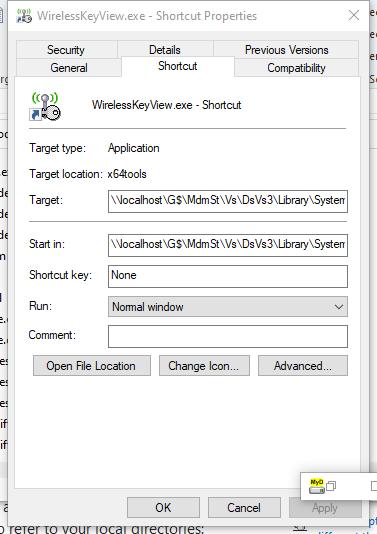 WirelessKeyView.exe - Shortcut Properties
Security Details Previous Versions
General Shortcut Compatibility
WirelessKeyView.exe - Shortcut
Target type: Application
Target location: x64tools
Target: \\localhost\G$\MdmSt\Vs\DsVs3\Library\System
Start in: \\localhost\G$\MdmSt\Vs\DsVs3\Library\System
Shortcut key: None
Run: Normal window
Comment:
Open File Location Change Icon... Advanced...
MyD
OK Cancel Apply
to refer to your local directories: